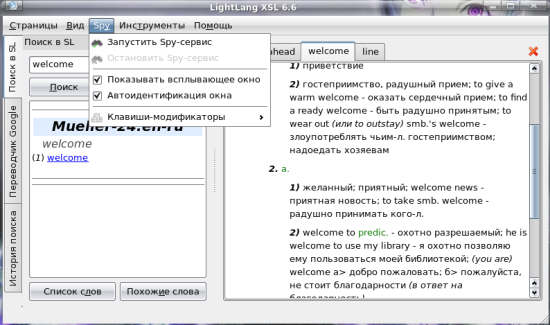 LightLang XSL 6.6
Страницы Вид Spy Инструменты Помощь
Поиск в SL
welcome
Поиск
Запустить Spy-сервис
Остановить Spy-сервис
Показывать всплывающее окно
Автоидентификация окна
Клавиши-модификаторы
Mueller-24.en-ru
welcome
(1) welcome
Список слов Похожие слова
Поиск в SL
Переводчик Google
История поиска
ahead welcome line
1) приветствие
2) гостеприимство, радушный прием; to give a
warm welcome - оказать сердечный прием; to find
a ready welcome - быть радушно принятым; to
wear out (или to outstay) smb.'s welcome -
злоупотреблять чьим-л. гостеприимством;
надоедать хозяевам
2. a.
1) желанный; приятный; welcome news -
приятная новость; to take smb. welcome -
радушно принимать кого-л.
2) welcome to predic. - охотно разрешаемый; he is
welcome to use my library - я охотно позволяю
ему пользоваться моей библиотекой; (you are)
welcome а> добро пожаловать; б> пожалуйста,
не стоит благодарности (в ответ на
благодарность)